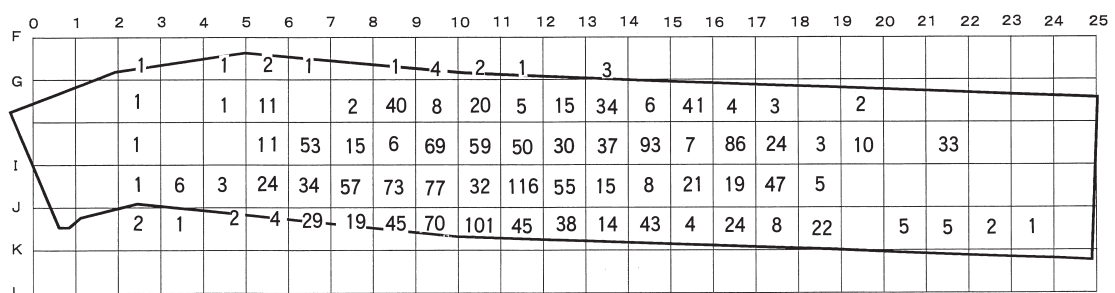 0 1 2 3 4 5 6 7 8 9 10 11 12 13 14 15 16 17 18 19 20 21 22 23 24 25
F
1 1 2 1 1 4 2 1 3
G
1 1 11 2 40 8 20 5 15 34 6 41 4 3 2
1 11 53 15 6 69 59 50 30 37 93 7 86 24 3 10 33
I
1 6 3 24 34 57 73 77 32 116 55 15 8 21 19 47 5
J
2 1 2 4 29 19 45 70 101 45 38 14 43 4 24 8 22 5 5 2 1
K
L